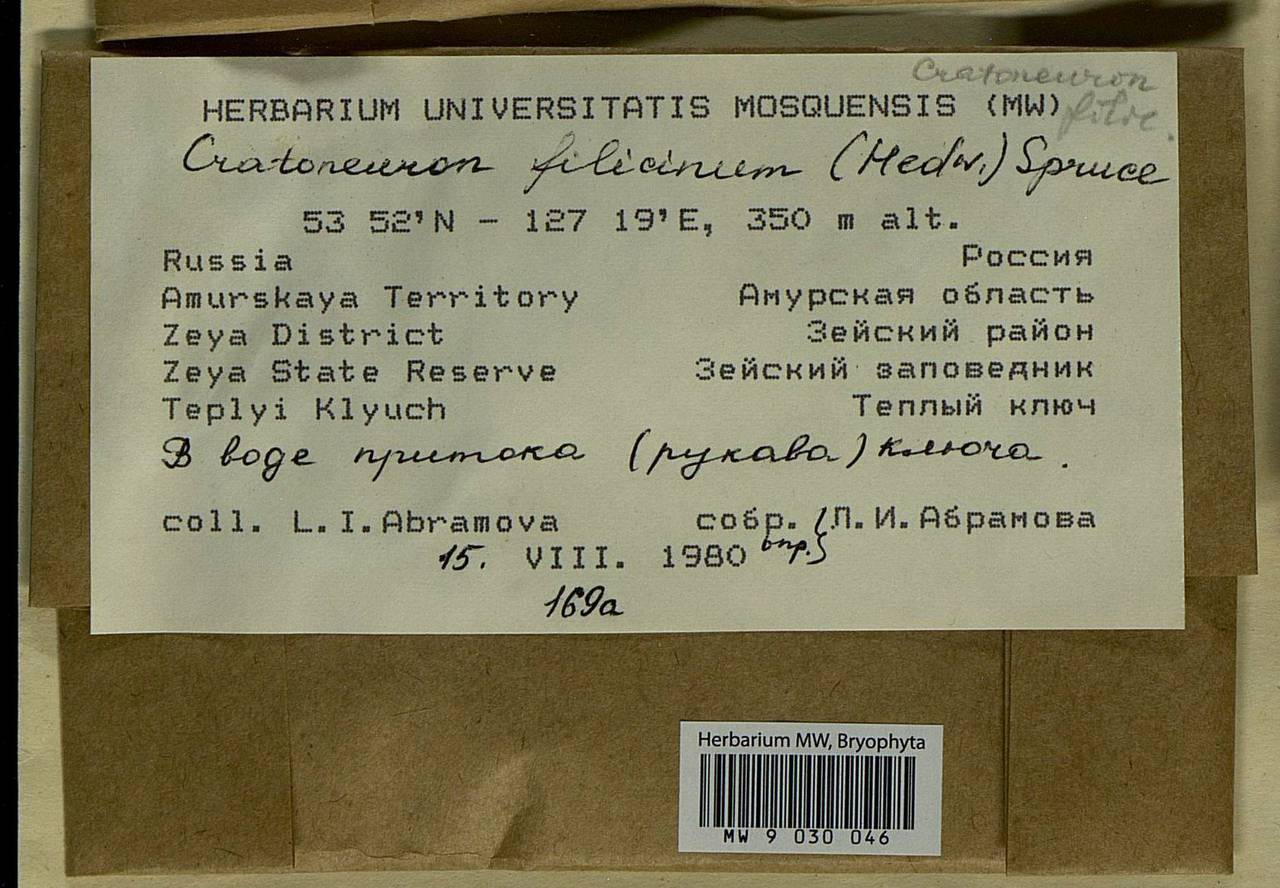 Cratoneuron
filic.
HERBARIUM UNIVERSITATIS MOSQUENSIS (MW)
Cratoneuron filicinum (Hedw.) Spruce
53 52'N - 127 19'E, 350 m alt.
Russia Россия
Amurskaya Territory Амурская область
Zeya District Зейский район
Zeya State Reserve Зейский заповедник
Teplyi Klyuch Теплый ключ
В воде притока (рукава) ключа.
coll. L.I.Abramova собр. Л.И.Абрамова
15. VIII. 1980 опр.
169а
Herbarium MW, Bryophyta
MW 9 030 046